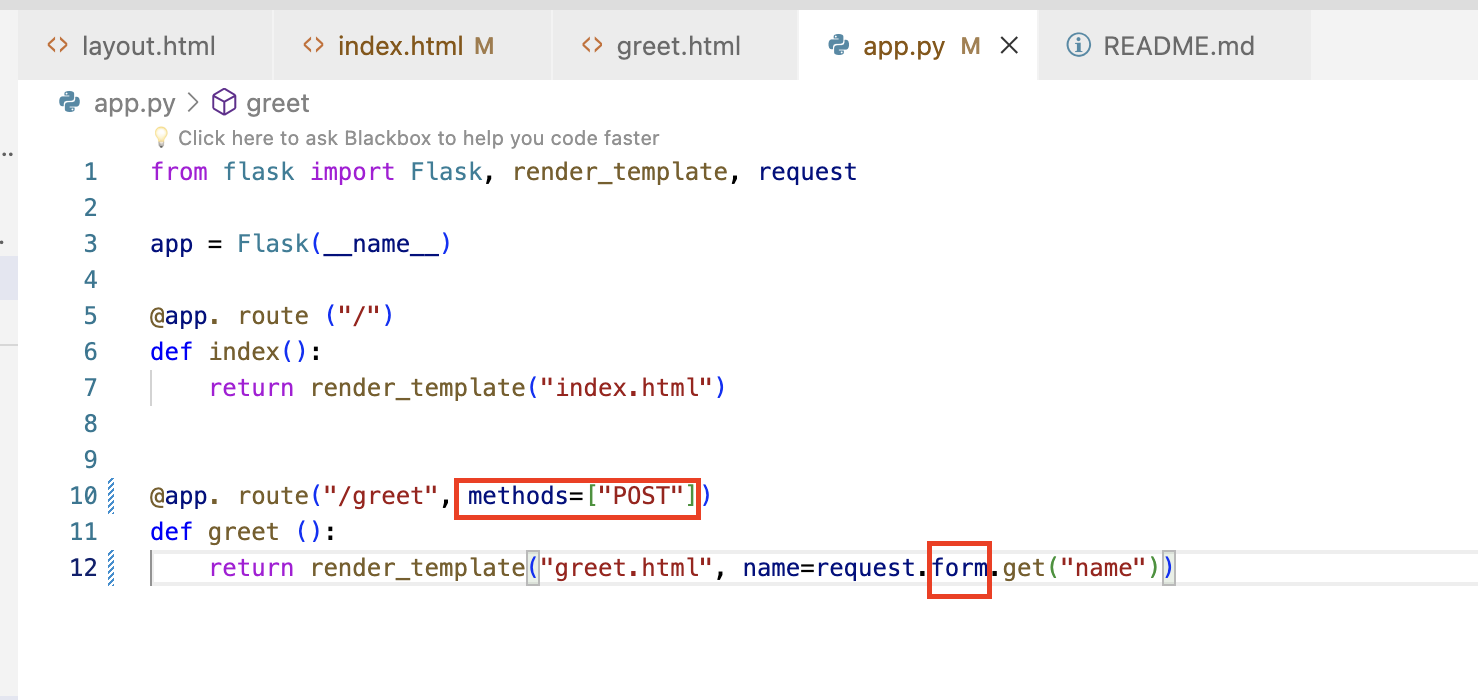 layout.html index.html M greet.html app.py M README.md
app.py > greet
Click here to ask Blackbox to help you code faster
1 from flask import Flask, render_template, request
2
3 app = Flask(__name__)
4
5 @app. route ("/")
6 def index():
7 return render_template("index.html")
8
9
10 @app. route("/greet", methods=["POST"])
11 def greet ():
12 return render_template("greet.html", name=request.form.get("name"))